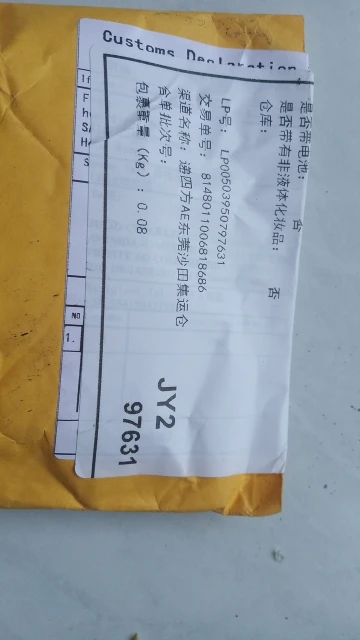 Customs Declaration
是否带电池: 否
是否带有非液体化妆品: 否
仓库:
LP号: LP00503950797631
交易单号: 8148011006818686
渠道名称: 递四方AE东莞沙田集运仓
合单批次号:
包裹重量 (Kg) : 0.08
JY2
97631
NO
1.